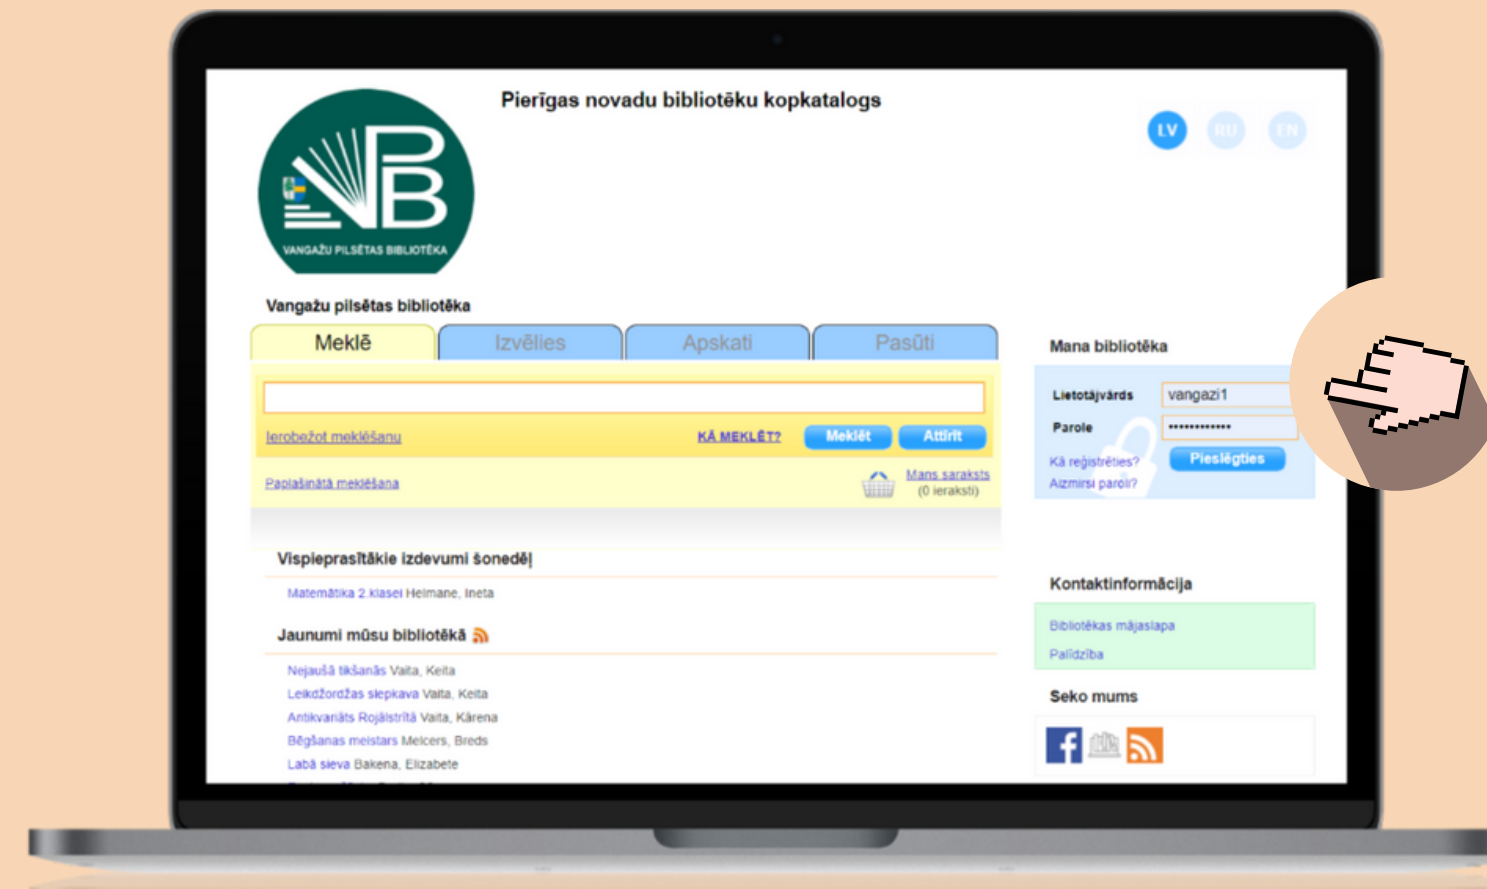 Pierīgas novadu bibliotēku kopkatalogs
LV RU EN
VPB
VANGAŽU PILSĒTAS BIBLIOTĒKA
Vangažu pilsētas bibliotēka
Meklē Izvēlies Apskati Pasūti
Ierobežot meklēšanu KĀ MEKLĒT? Meklēt Attīrīt
Paplašinātā meklēšana Mans saraksts
(0 ieraksti)
Vispieprasītākie izdevumi šonedēļ
Matemātika 2.klasei Helmane, Ineta
Jaunumi mūsu bibliotēkā
Nejaušā tikšanās Vaita, Keita
Leikdžordžas slepkava Vaita, Keita
Antikvariāts Rojālstrītā Vaita, Kārena
Bēgšanas meistars Melcers, Breds
Labā sieva Bakena, Elizabete
Mana bibliotēka
Lietotājvārds vangazi1
Parole ••••••••••••
Kā reģistrēties? Pieslēgties
Aizmirsi paroli?
Kontaktinformācija
Bibliotēkas mājaslapa
Palīdzība
Seko mums
f